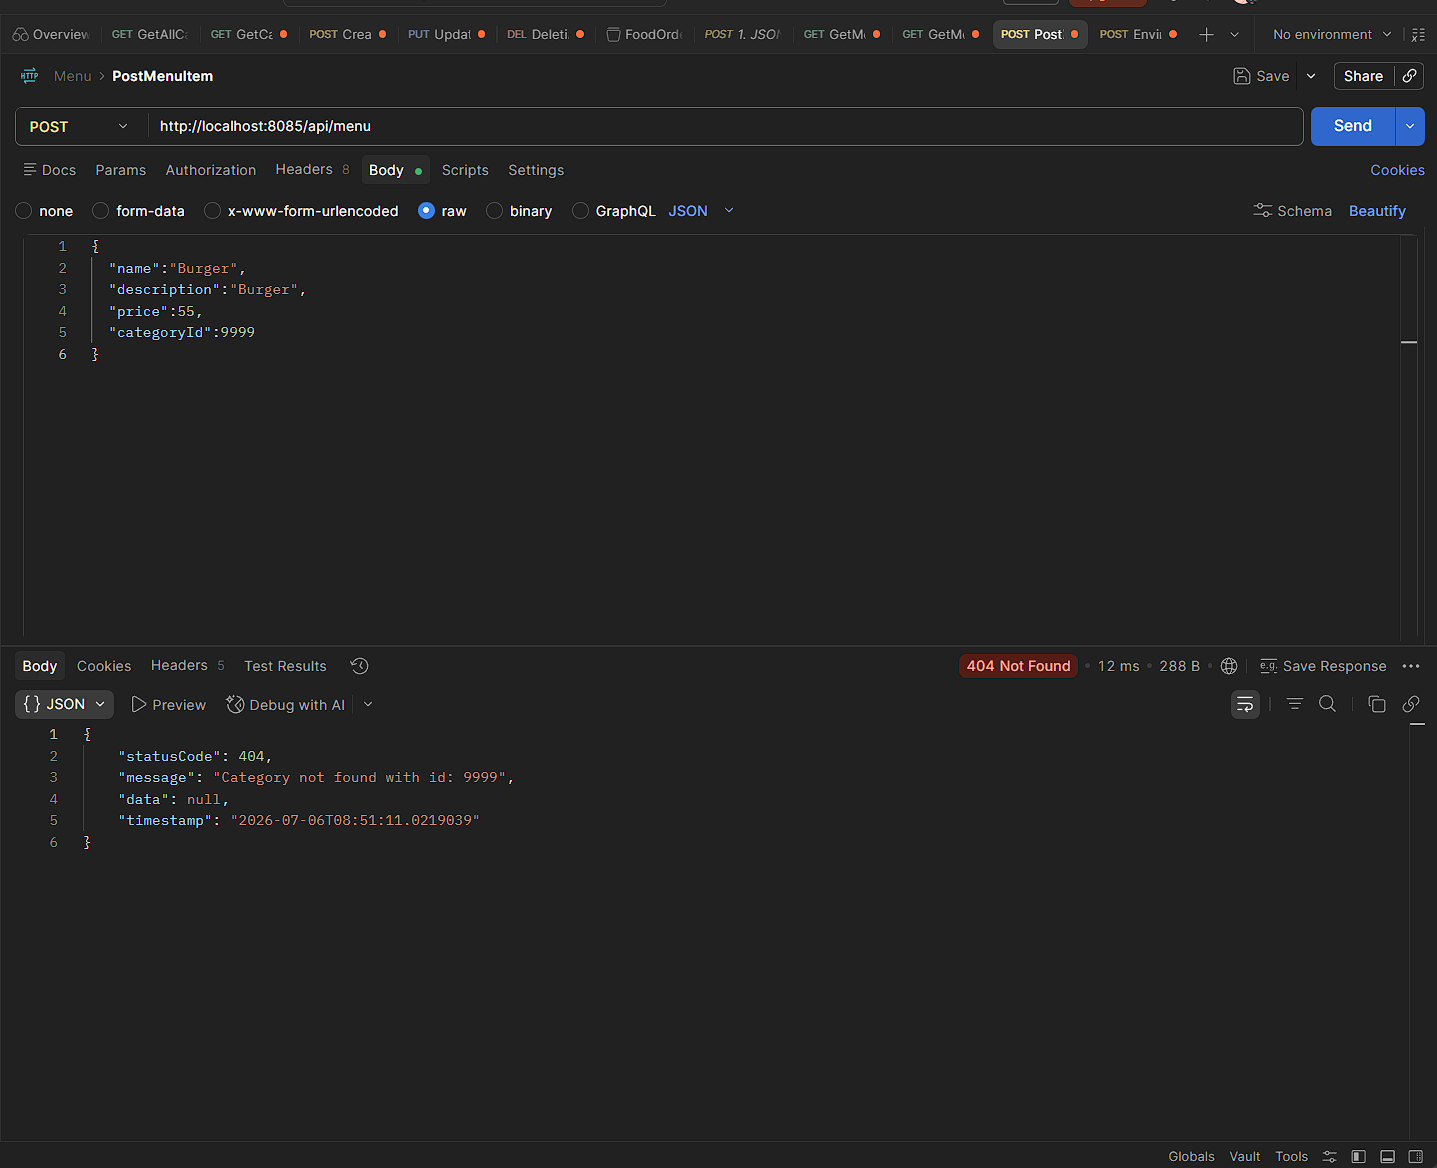 Overview GET GetAllC GET GetCa POST Crea PUT Updat DEL Deleti FoodOrd POST 1. JSON GET GetM GET GetM POST Post POST Envi No environment
HTTP Menu > PostMenuItem Save Share
POST http://localhost:8085/api/menu Send
Docs Params Authorization Headers 8 Body Scripts Settings Cookies
none form-data x-www-form-urlencoded raw binary GraphQL JSON Schema Beautify
1 {
2 "name":"Burger",
3 "description":"Burger",
4 "price":55,
5 "categoryId":9999
6 }
Body Cookies Headers 5 Test Results 404 Not Found • 12 ms • 288 B • e.g. Save Response
{} JSON Preview Debug with AI
1 {
2 "statusCode": 404,
3 "message": "Category not found with id: 9999",
4 "data": null,
5 "timestamp": "2026-07-06T08:51:11.0219039"
6 }
Globals Vault Tools